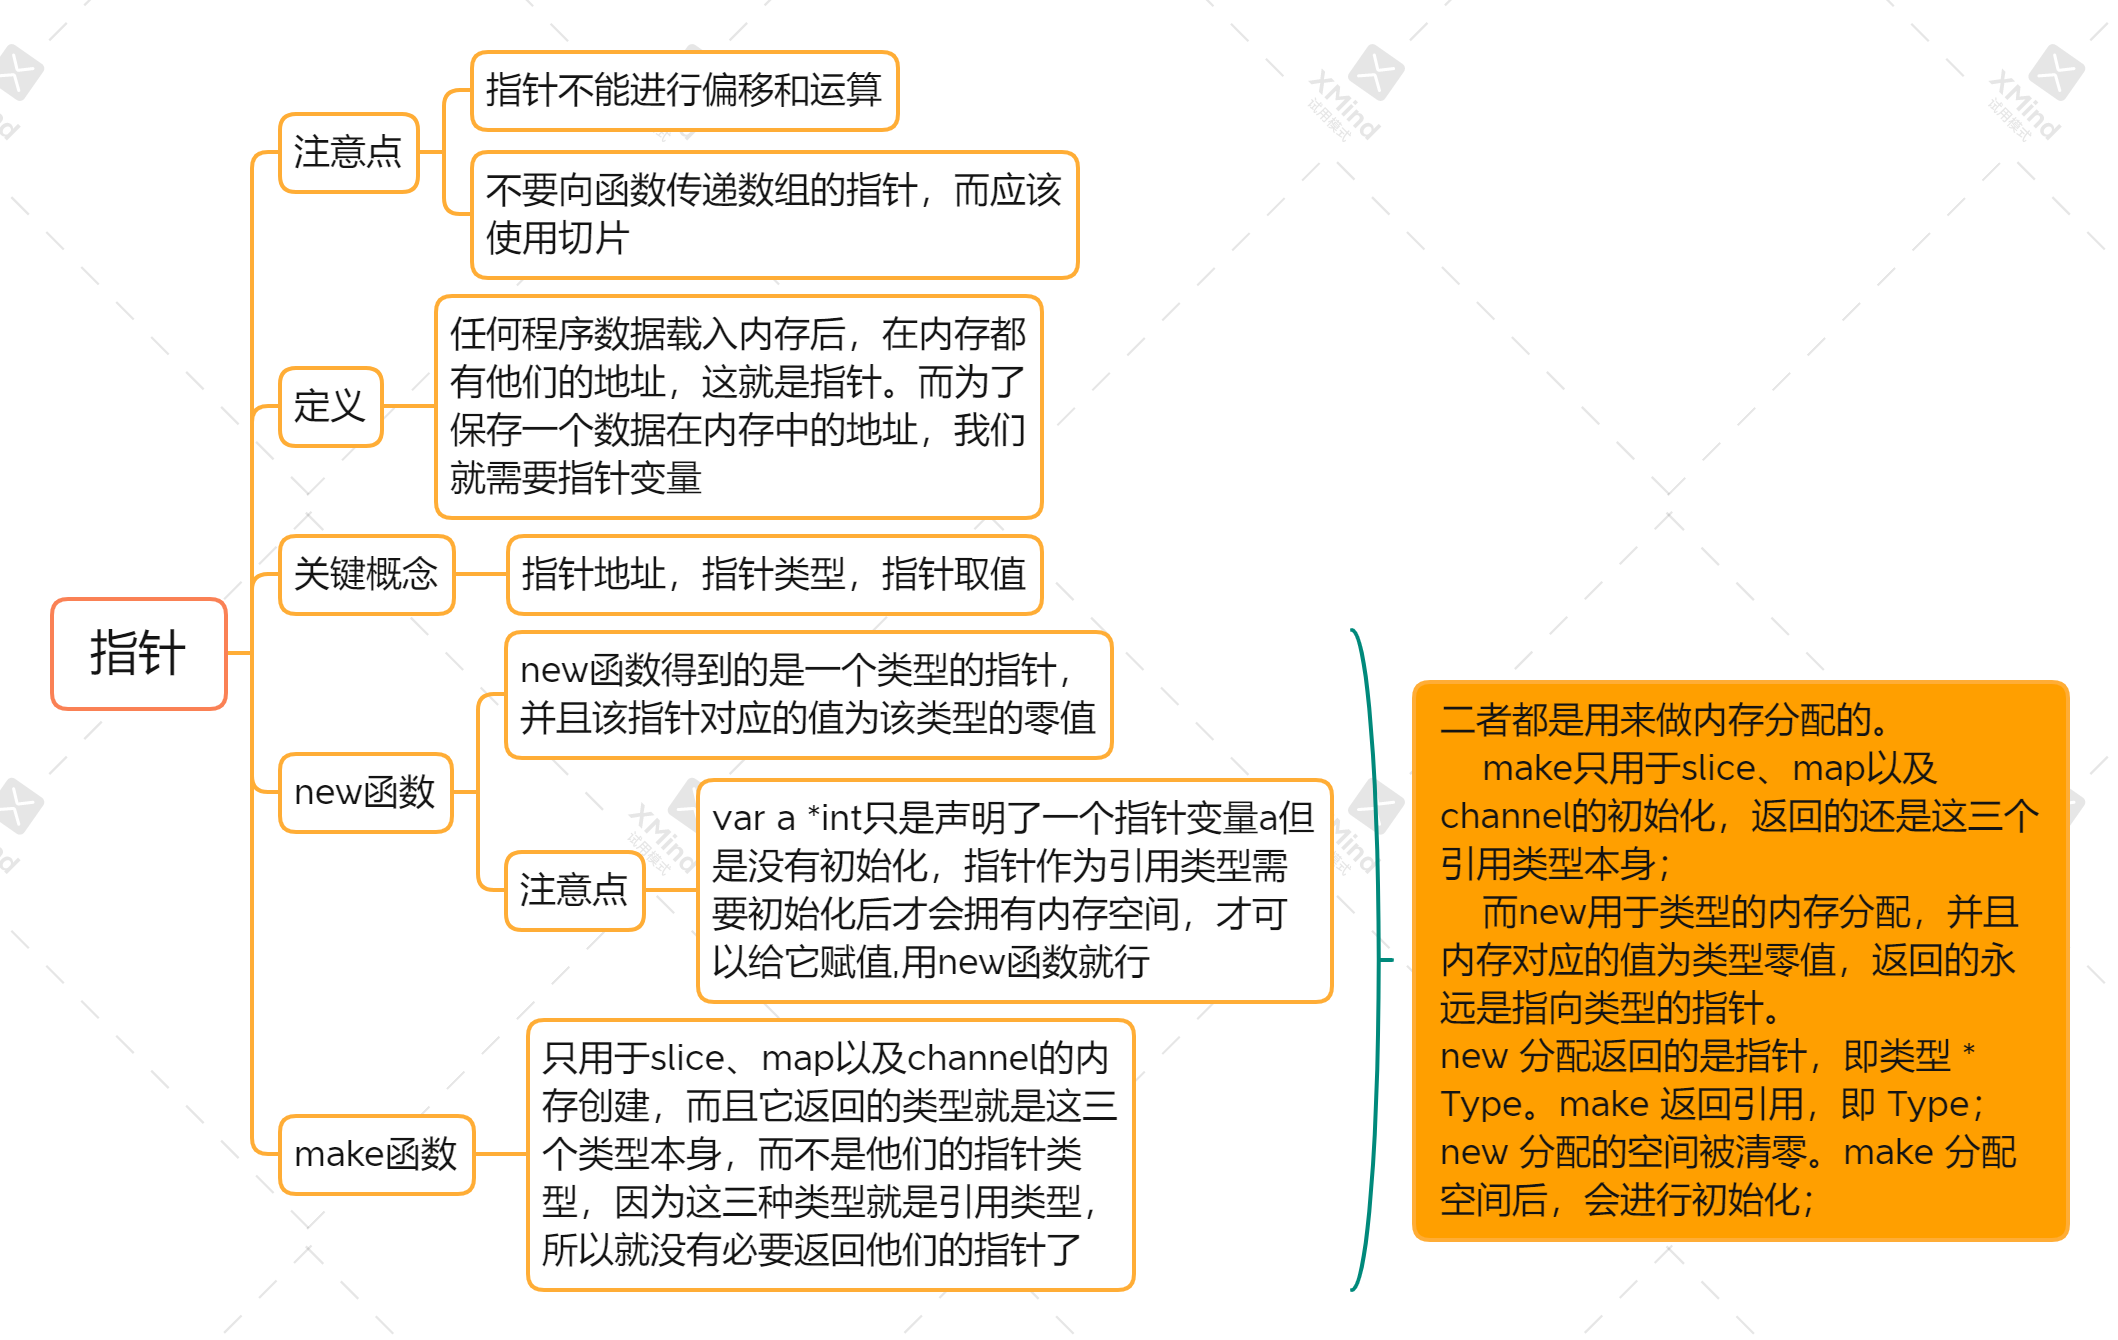 指针
注意点
指针不能进行偏移和运算
不要向函数传递数组的指针，而应该
使用切片
定义
任何程序数据载入内存后，在内存都
有他们的地址，这就是指针。而为了
保存一个数据在内存中的地址，我们
就需要指针变量
关键概念
指针地址，指针类型，指针取值
new函数
new函数得到的是一个类型的指针，
并且该指针对应的值为该类型的零值
注意点
var a *int只是声明了一个指针变量a但
是没有初始化，指针作为引用类型需
要初始化后才会拥有内存空间，才可
以给它赋值,用new函数就行
make函数
只用于slice、map以及channel的内
存创建，而且它返回的类型就是这三
个类型本身，而不是他们的指针类
型，因为这三种类型就是引用类型，
所以就没有必要返回他们的指针了
二者都是用来做内存分配的。
make只用于slice、map以及
channel的初始化，返回的还是这三个
引用类型本身；
而new用于类型的内存分配，并且
内存对应的值为类型零值，返回的永
远是指向类型的指针。
new 分配返回的是指针，即类型 *
Type。make 返回引用，即 Type；
new 分配的空间被清零。make 分配
空间后，会进行初始化；
XMind
试用模式
XMind
试用模式
XMind
试用模式